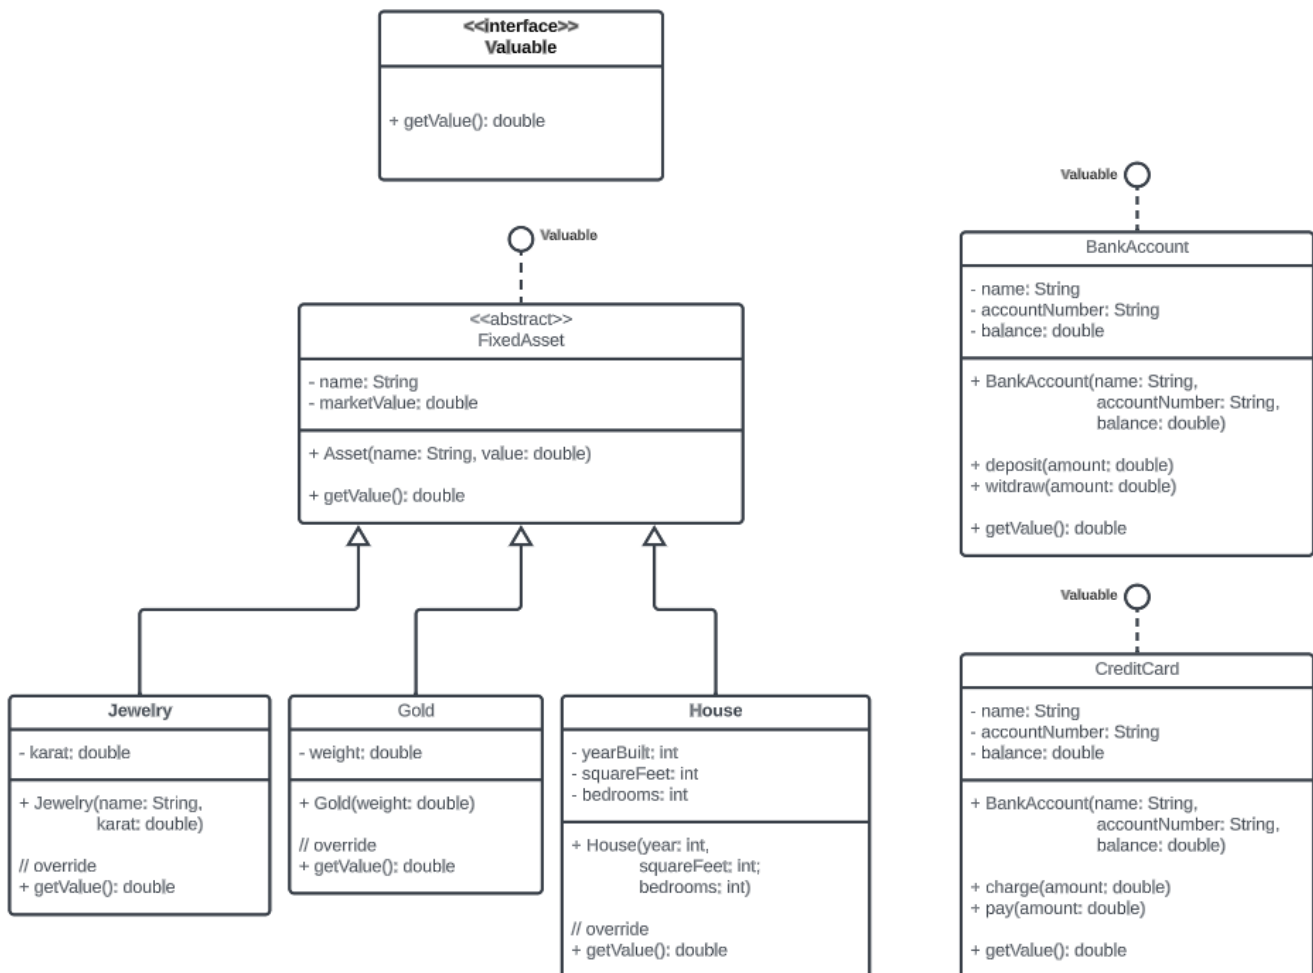 <<interface>>
Valuable
+ getValue(): double
Valuable
<<abstract>>
FixedAsset
- name: String
- marketValue: double
+ Asset(name: String, value: double)
+ getValue(): double
Jewelry
- karat: double
+ Jewelry(name: String,
karat: double)
// override
+ getValue(): double
Gold
- weight: double
+ Gold(weight: double)
// override
+ getValue(): double
House
- yearBuilt: int
- squareFeet: int
- bedrooms: int
+ House(year: int,
squareFeet: int;
bedrooms: int)
// override
+ getValue(): double
Valuable
BankAccount
- name: String
- accountNumber: String
- balance: double
+ BankAccount(name: String,
accountNumber: String,
balance: double)
+ deposit(amount: double)
+ witdraw(amount: double)
+ getValue(): double
Valuable
CreditCard
- name: String
- accountNumber: String
- balance: double
+ BankAccount(name: String,
accountNumber: String,
balance: double)
+ charge(amount: double)
+ pay(amount: double)
+ getValue(): double